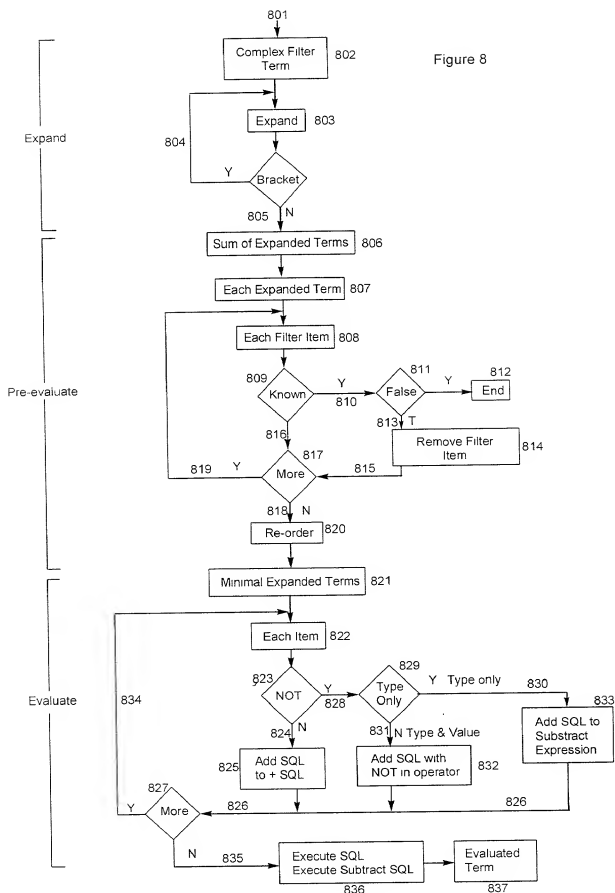 801
Complex Filter
Term
802
Figure 8
Expand
803
804
Expand
Y
Bracket
805
N
Sum of Expanded Terms
806
Each Expanded Term
807
Each Filter Item
808
Pre-evaluate
809
Known
Y
810
811
False
Y
812
End
813
T
Remove Filter
Item
814
816
817
More
815
819
Y
818
N
Re-order
820
Minimal Expanded Terms
821
Each Item
822
Evaluate
834
823
NOT
Y
828
829
Type
Only
Y
Type only
830
833
Add SQL to
Substract
Expression
824
N
831
N Type & Value
825
Add SQL
to + SQL
Add SQL with
NOT in operator
832
827
More
Y
826
826
N
835
Execute SQL
Execute Subtract SQL
836
Evaluated
Term
837